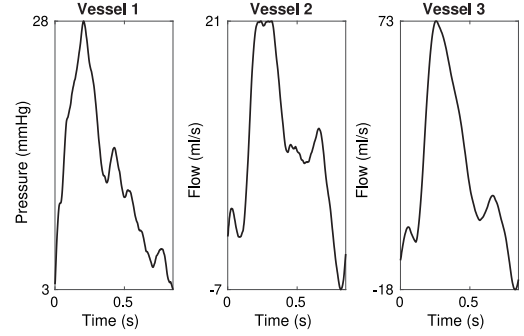 Vessel 1
28
Pressure (mmHg)
3
0
0.5
Time (s)
Vessel 2
21
Flow (ml/s)
-7
0
0.5
Time (s)
Vessel 3
73
Flow (ml/s)
-18
0
0.5
Time (s)